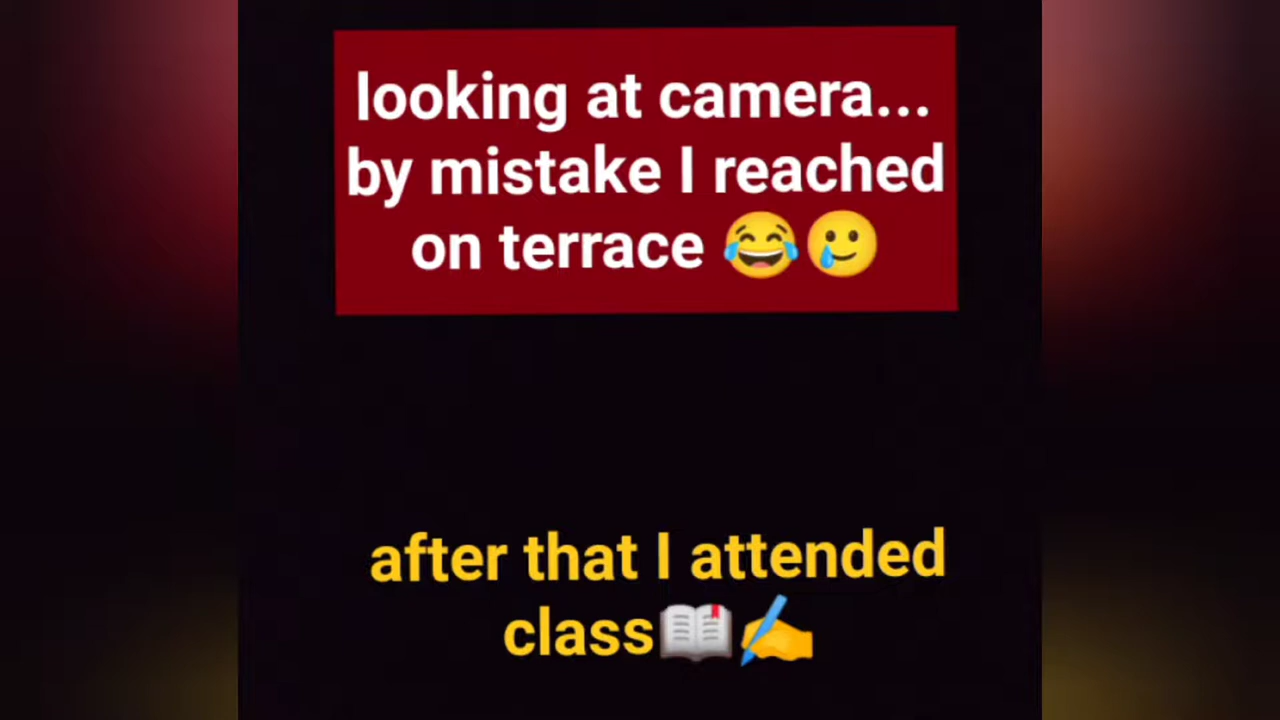 looking at camera...
by mistake I reached
on terrace 😂🥲
after that I attended
class📖✍